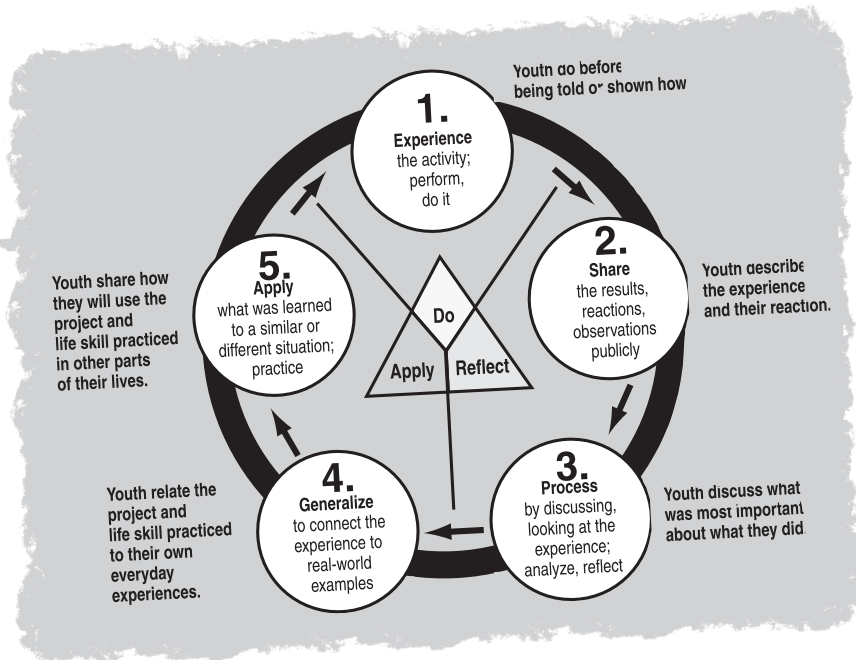 Youth do before
being told or shown how
1.
Experience
the activity;
perform,
do it
2.
Share
the results,
reactions,
observations
publicly
Youth describe
the experience
and their reaction.
3.
Process
by discussing,
looking at the
experience;
analyze, reflect
Youth discuss what
was most important
about what they did.
4.
Generalize
to connect the
experience to
real-world
examples
Youth relate the
project and
life skill practiced
to their own
everyday
experiences.
5.
Apply
what was learned
to a similar or
different situation;
practice
Youth share how
they will use the
project and
life skill practiced
in other parts
of their lives.
Do
Apply
Reflect